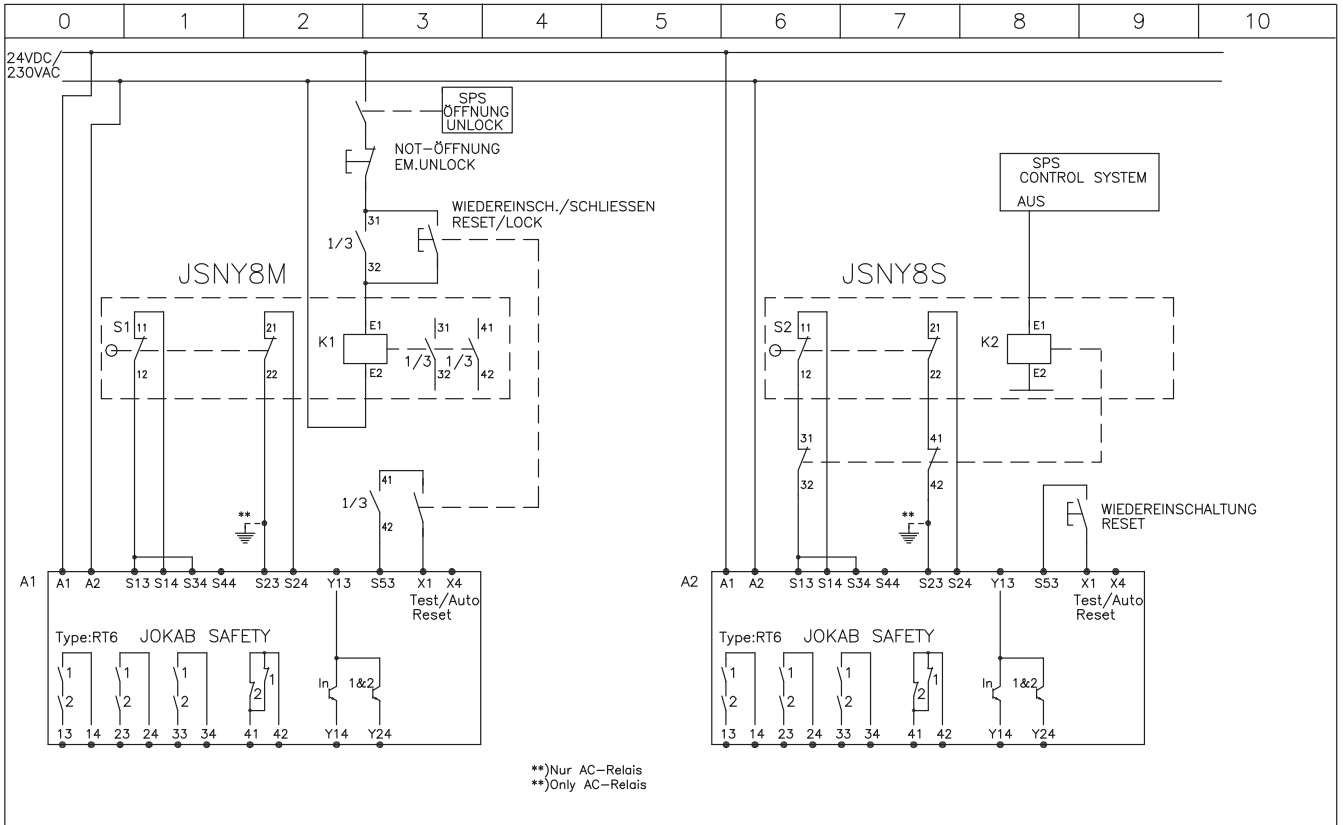 0 1 0 2 3 4 5 6 7 8 9 10
24VDC/
230VAC
SPS
ÖFFNUNG
UNLOCK
NOT-ÖFFNUNG
EM.UNLOCK
WIEDEREINSCH./SCHLIESSEN
RESET/LOCK
31
1/3
32
JSNY8M
S1 11 21 K1 E1 31 41
1/3 1/3
12 22 E2 32 42
41
1/3
42
**
SPS
CONTROL SYSTEM
AUS
JSNY8S
S2 11 21 K2 E1
12 22 E2
31 41
32 42
**
WIEDEREINSCHALTUNG
RESET
A1 A1 A2 S13 S14 S34 S44 S23 S24 Y13 S53 X1 X4
Test/Auto
Reset
Type:RT6 JOKAB SAFETY
1 1 1 1 In 1&2
2 2 2 2
13 14 23 24 33 34 41 42 Y14 Y24
A2 A1 A2 S13 S14 S34 S44 S23 S24 Y13 S53 X1 X4
Test/Auto
Reset
Type:RT6 JOKAB SAFETY
1 1 1 1 In 1&2
2 2 2 2
13 14 23 24 33 34 41 42 Y14 Y24
**)Nur AC-Relais
**)Only AC-Relais